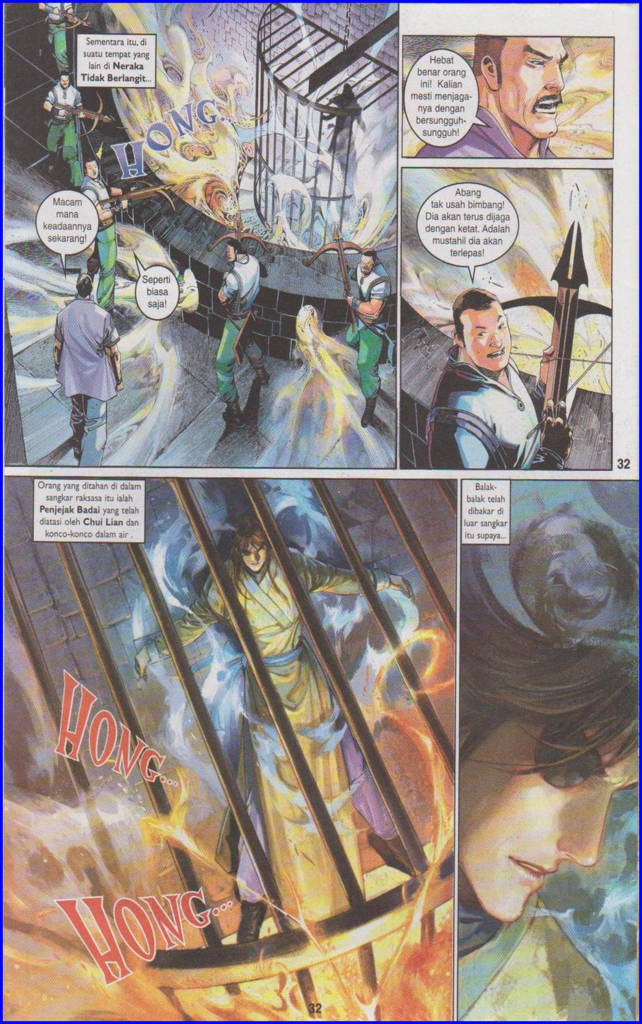 Sementara itu, di
suatu tempat yang
lain di Neraka
Tidak Berlangit...
HONG...
Macam
mana
keadaannya
sekarang!
Seperti
biasa
saja!
Hebat
benar orang
ini! Kalian
mesti menjaga-
nya dengan
bersungguh-
sungguh!
Abang
tak usah bimbang!
Dia akan terus dijaga
dengan ketat. Adalah
mustahil dia akan
terlepas!
32
Orang yang ditahan di dalam
sangkar raksasa itu ialah
Penjejak Badai yang telah
diatasi oleh Chui Lian dan
konco-konco dalam air .
HONG...
HONG...
Balak-
balak telah
dibakar di
luar sangkar
itu supaya...
32